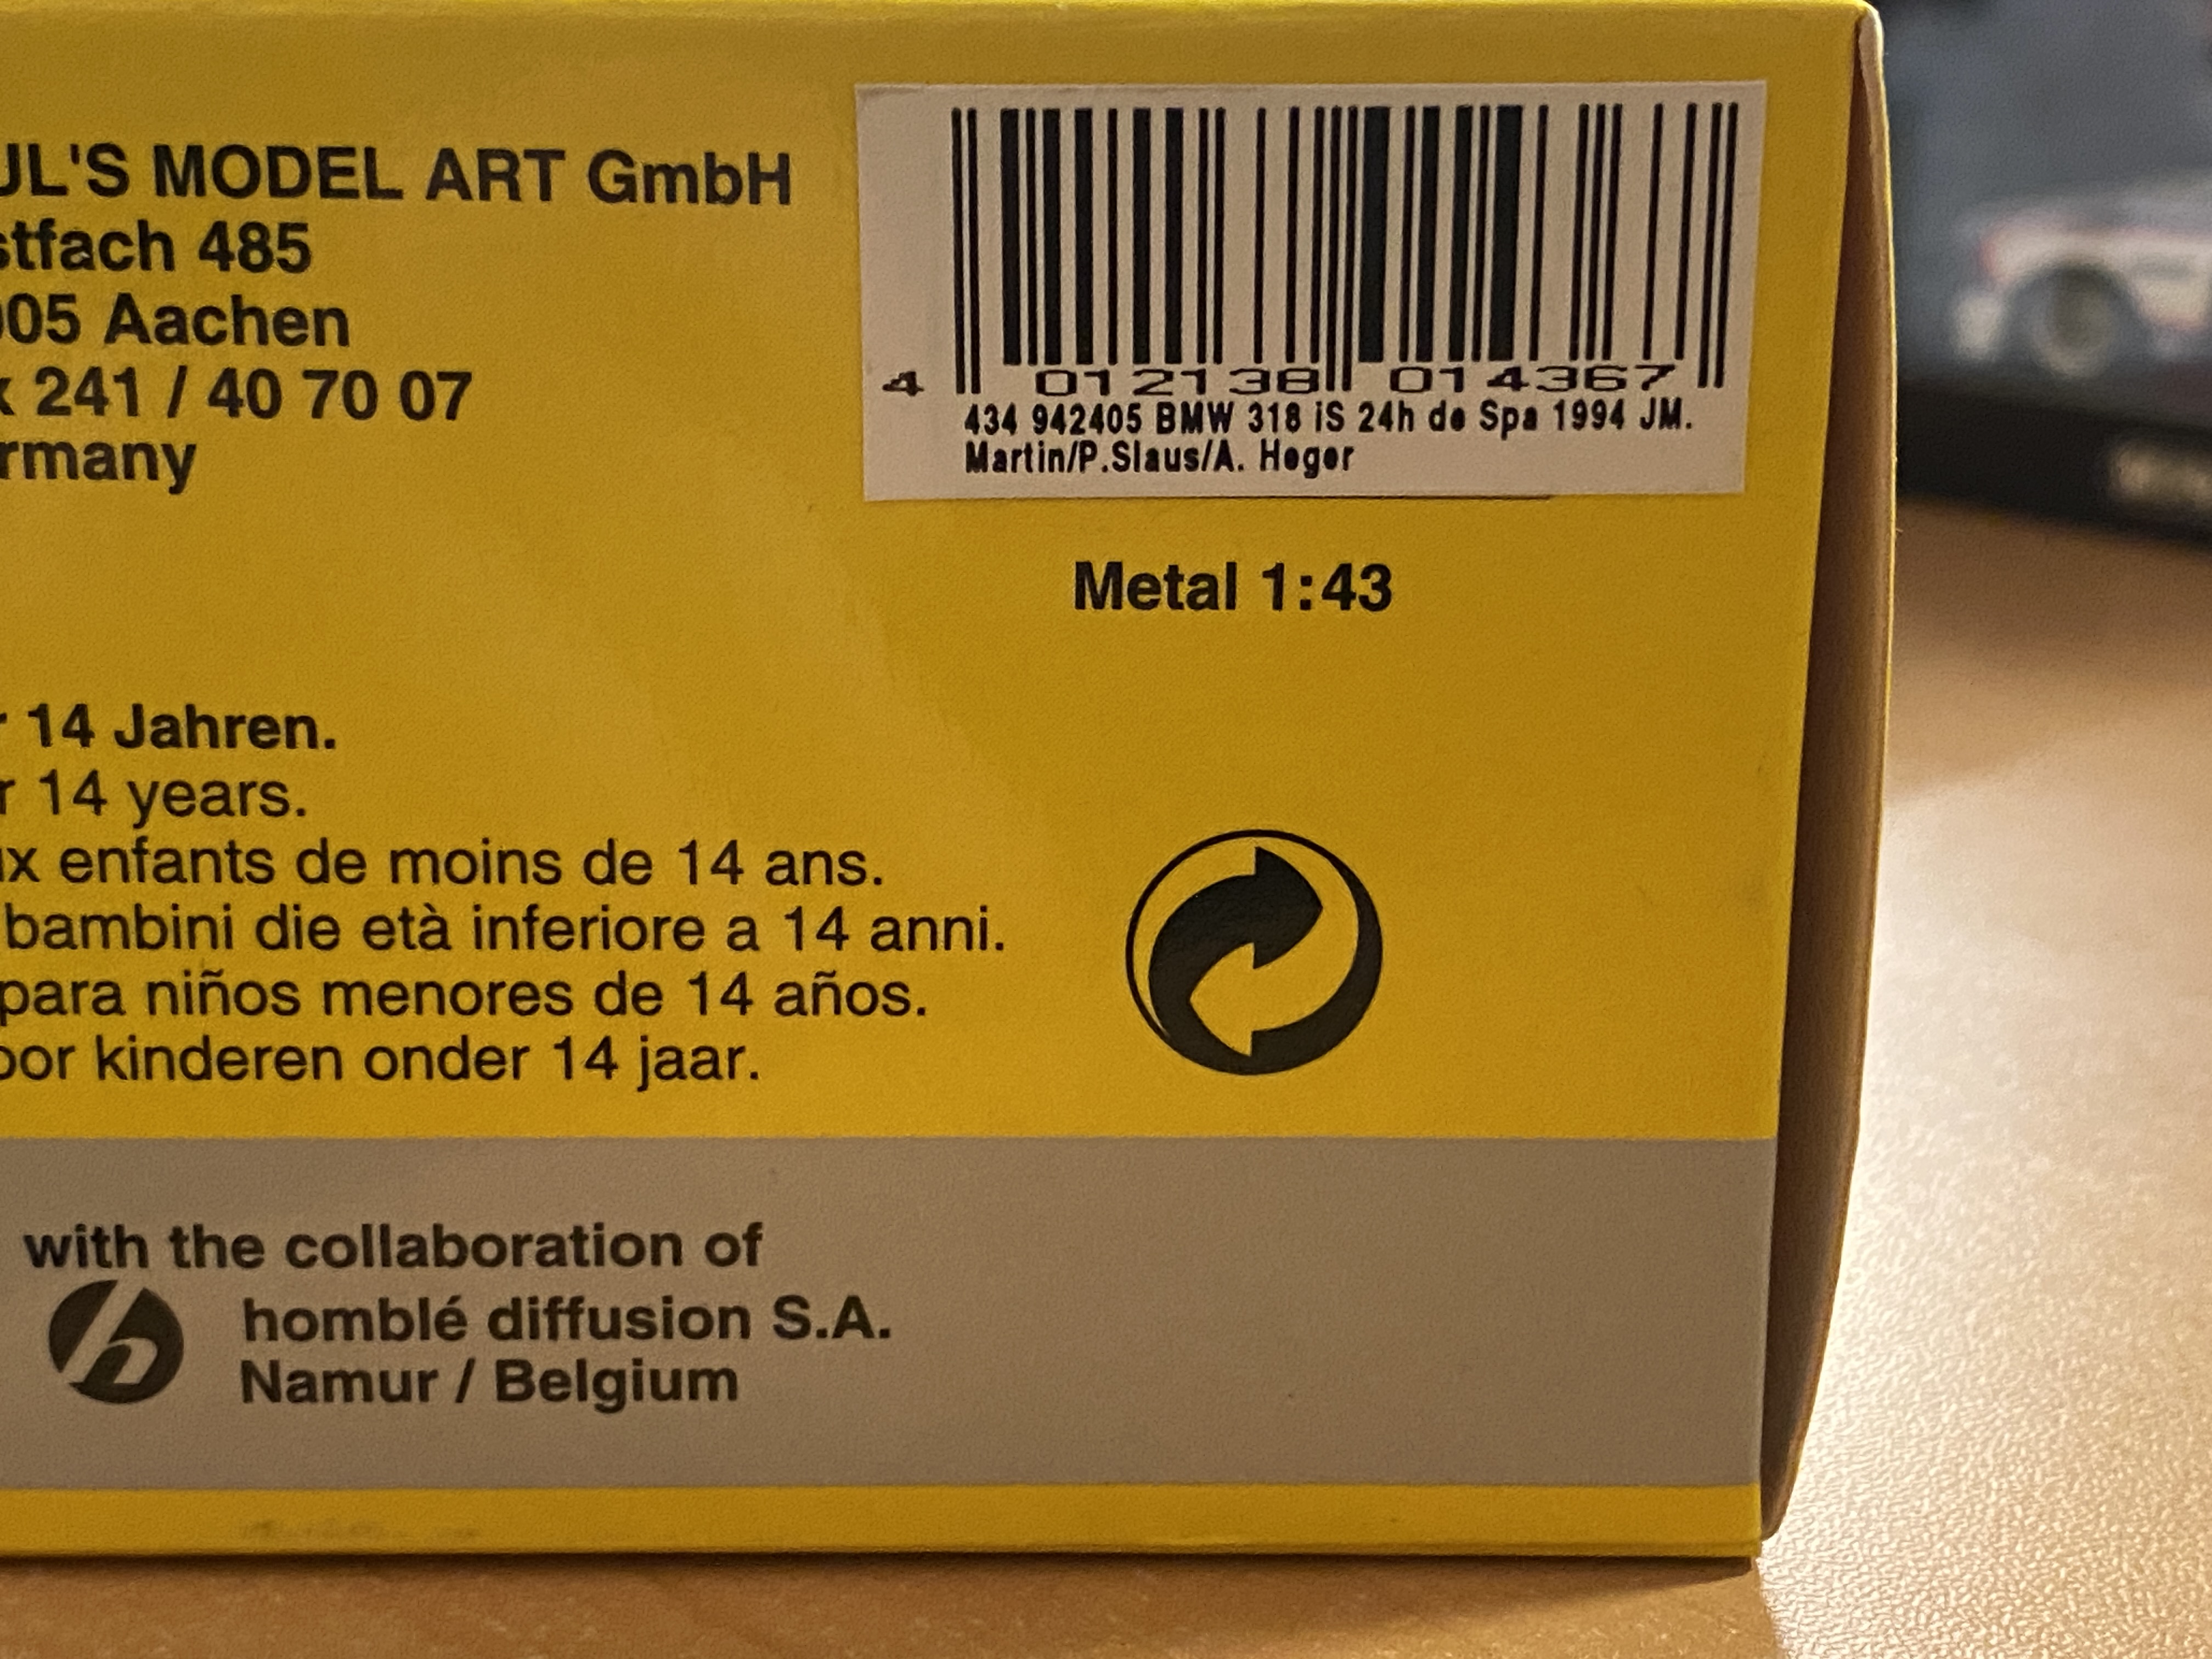 UL'S MODEL ART GmbH
stfach 485
005 Aachen
x 241 / 40 70 07
rmany
4 012138 014367
434 942405 BMW 318 iS 24h de Spa 1994 JM.
Martin/P.Slaus/A. Heger
Metal 1:43
r 14 Jahren.
r 14 years.
ux enfants de moins de 14 ans.
bambini die età inferiore a 14 anni.
para niños menores de 14 años.
oor kinderen onder 14 jaar.
with the collaboration of
homblé diffusion S.A.
Namur / Belgium